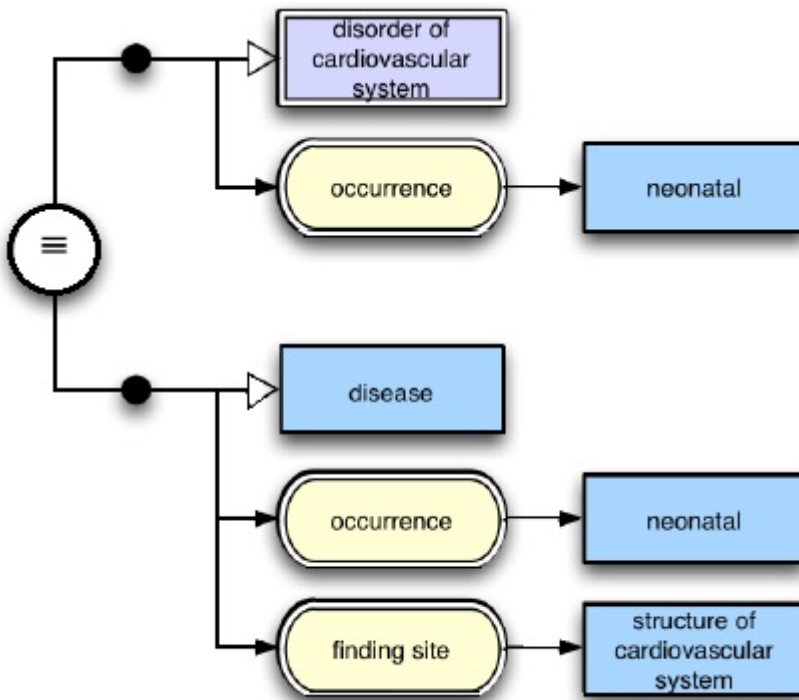 disorder of
cardiovascular
system
occurrence
neonatal
≡
disease
occurrence
neonatal
finding site
structure of
cardiovascular
system